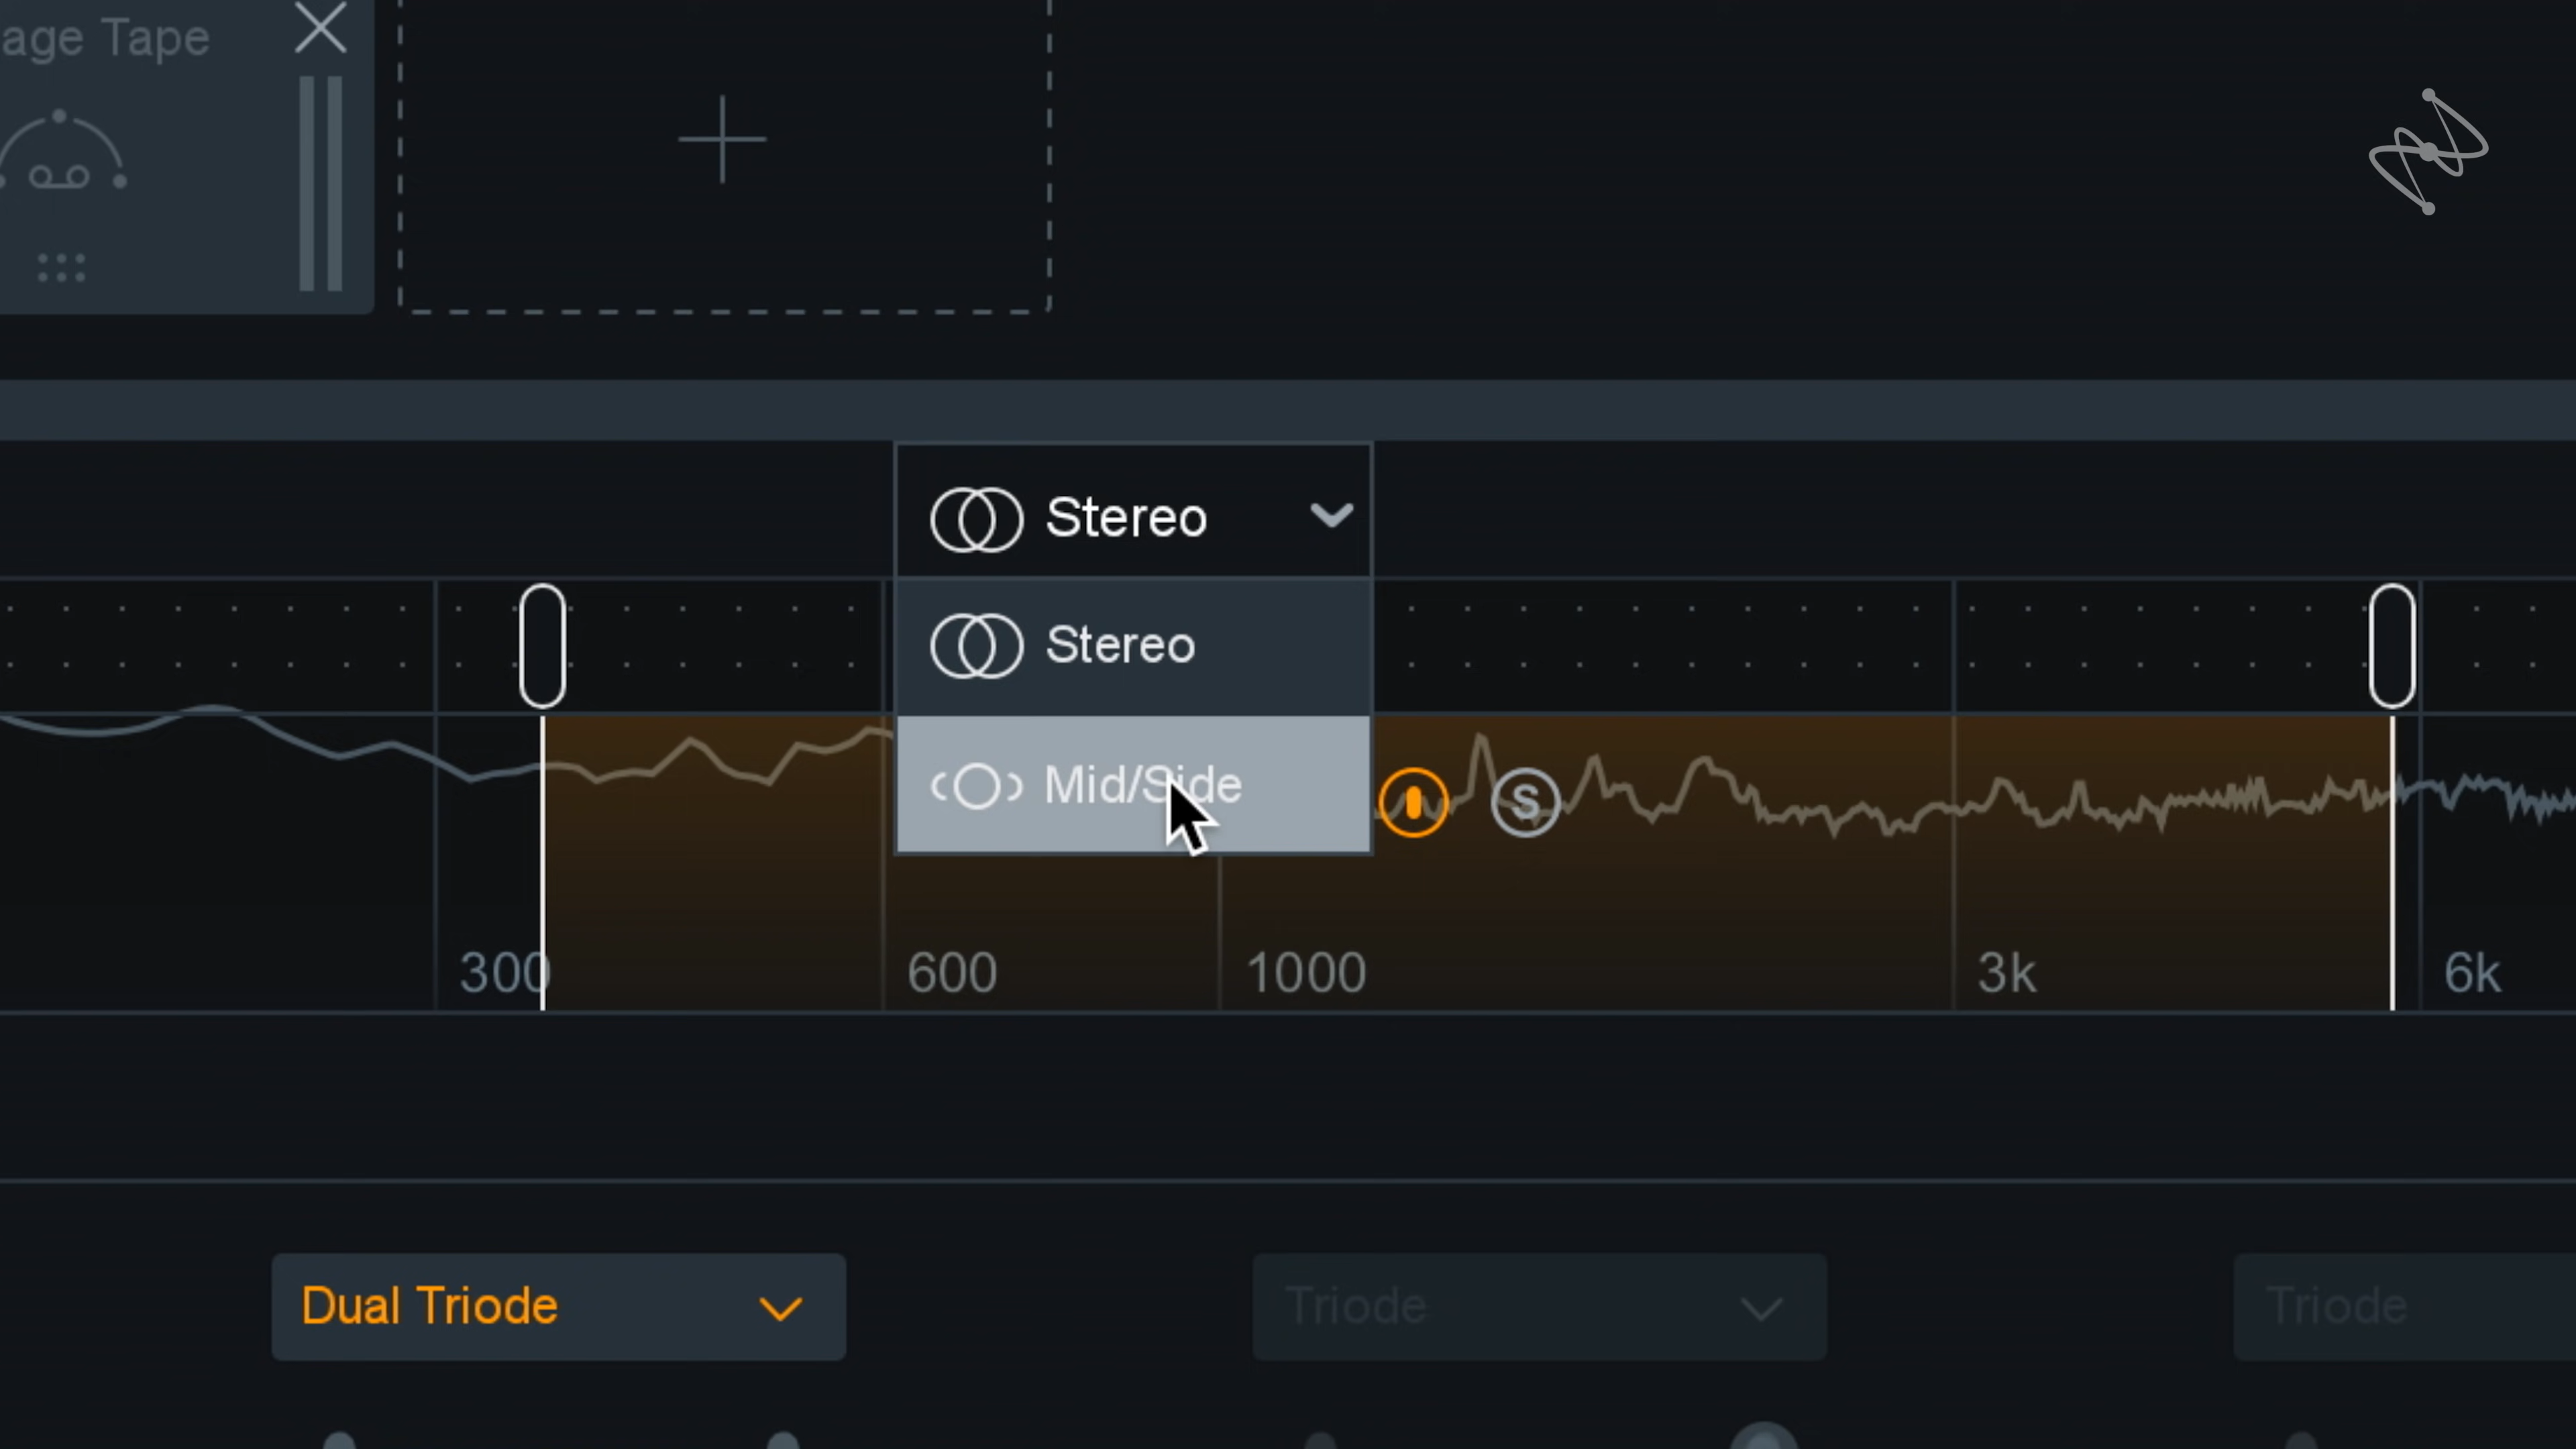 age Tape
Stereo
Stereo
Mid/Side
S
300
600
1000
3k
6k
Dual Triode
Triode
Triode